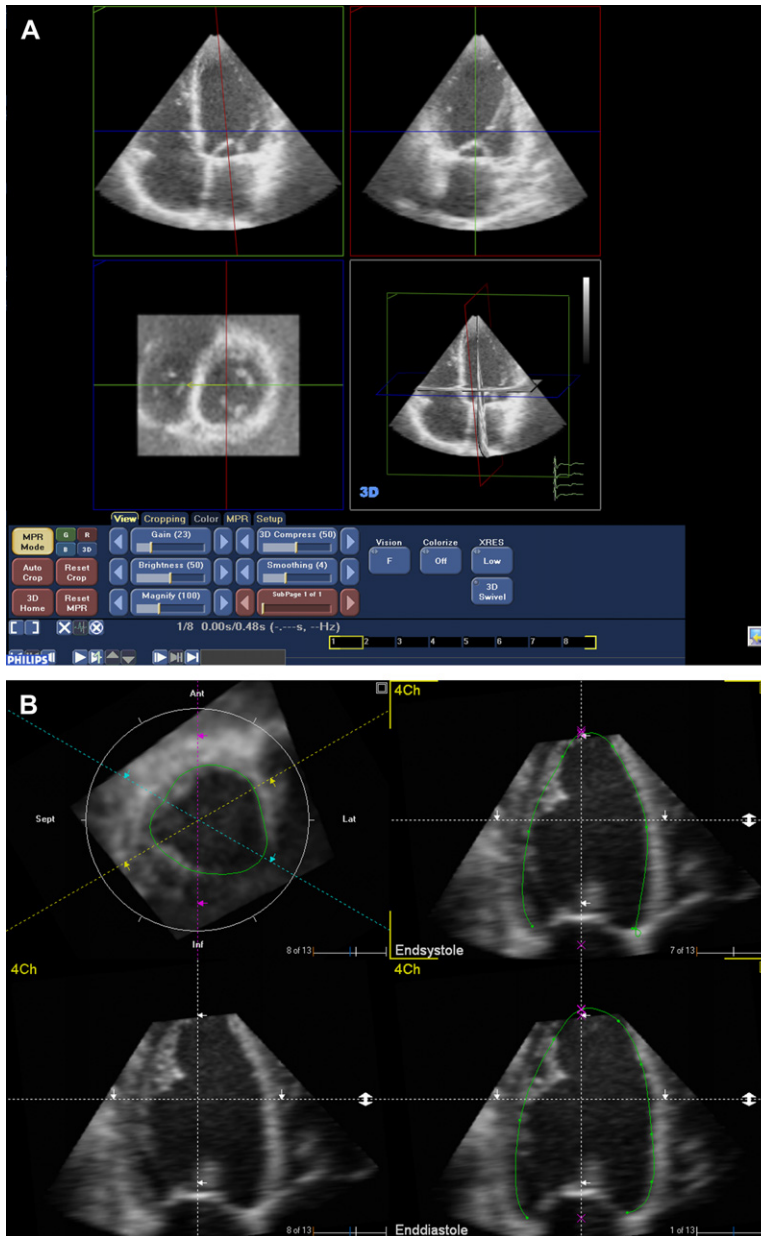 A
3D
View Cropping Color MPR Setup
MPR Mode
G R
B 3D
Gain (23)
3D Compress (50)
Vision
Colorize
XRES
F
Off
Low
Auto Crop
Reset Crop
Brightness (50)
Smoothing (4)
3D Swivel
3D Home
Reset MPR
Magnify (100)
SubPage 1 of 1
1/8 0.00s/0.48s (-.---s, --Hz)
1 2 3 4 5 6 7 8
PHILIPS
B
Ant
Sept
Lat
Inf
8 of 13
4Ch
Endsystole
7 of 13
4Ch
8 of 13
Enddiastole
1 of 13